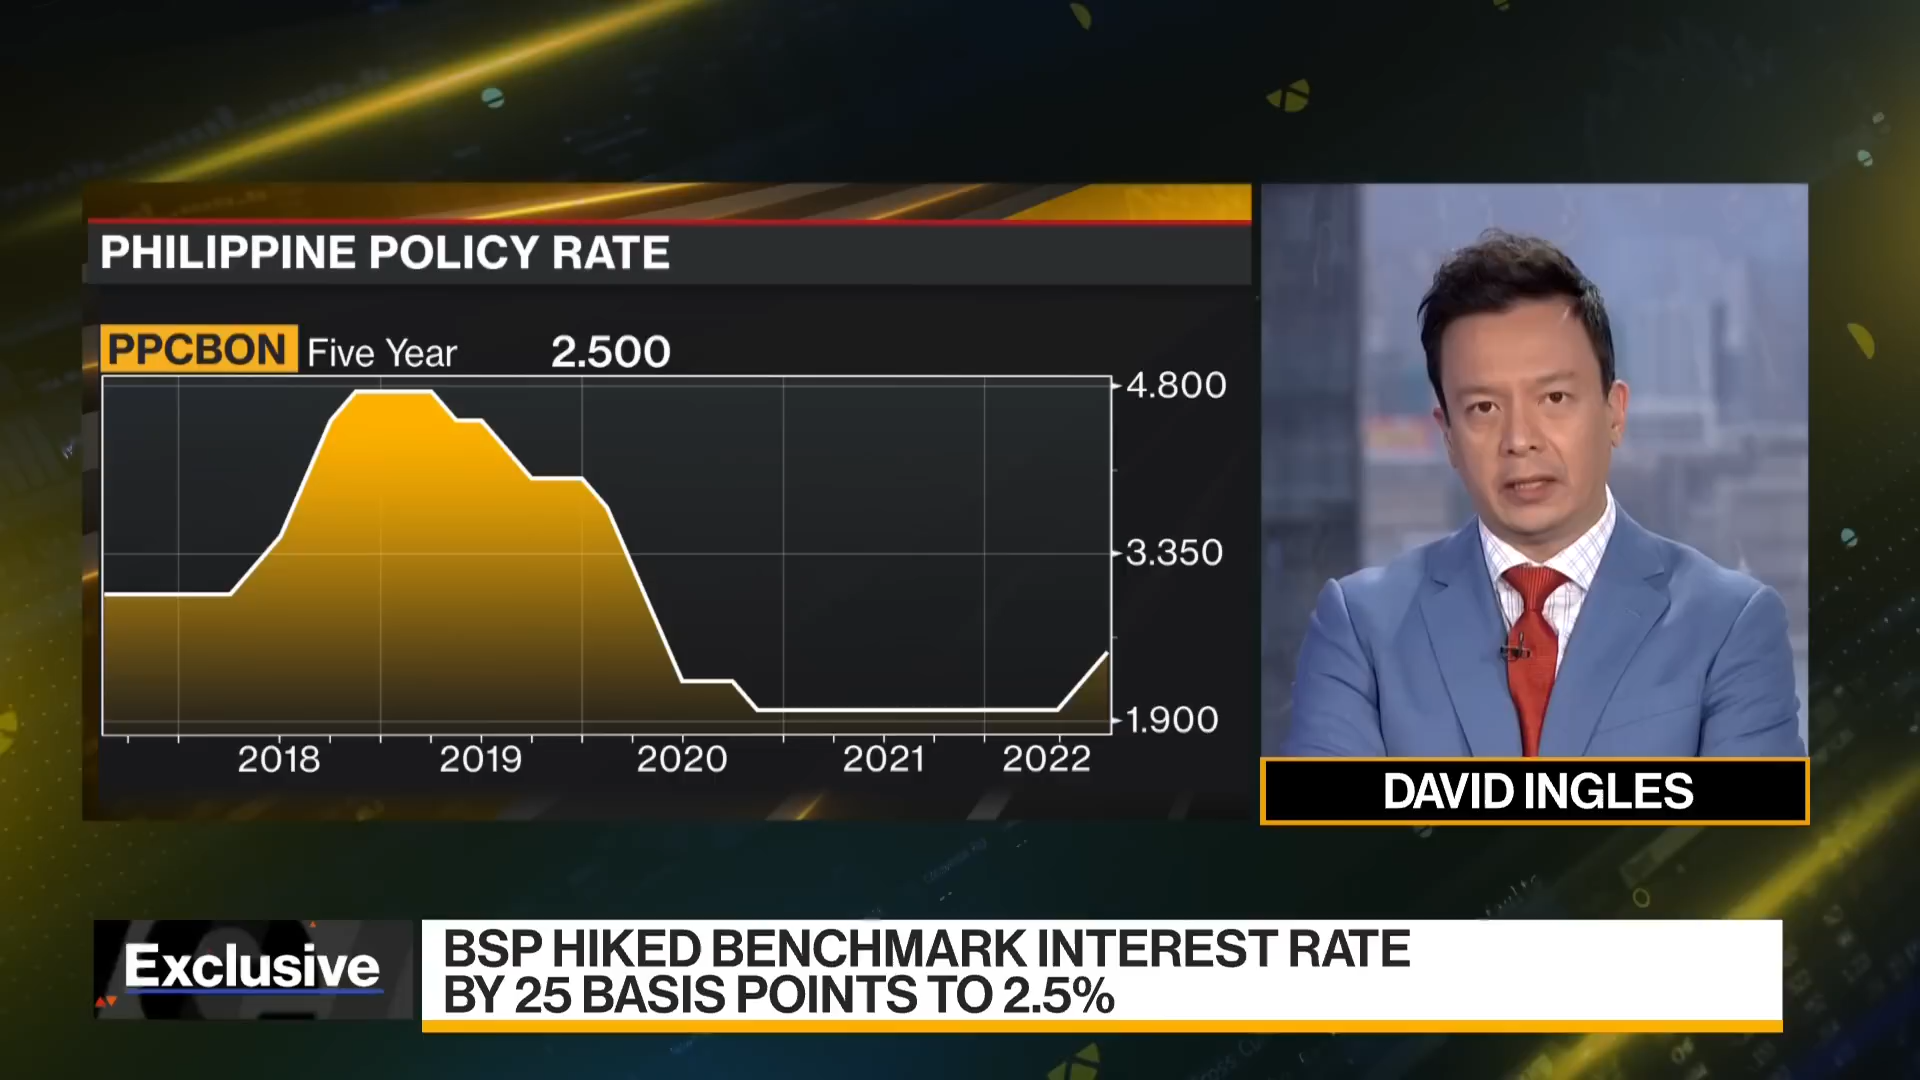 PHILIPPINE POLICY RATE
PPCBON Five Year 2.500
4.800
3.350
1.900
2018 2019 2020 2021 2022
DAVID INGLES
Exclusive
BSP HIKED BENCHMARK INTEREST RATE
BY 25 BASIS POINTS TO 2.5%